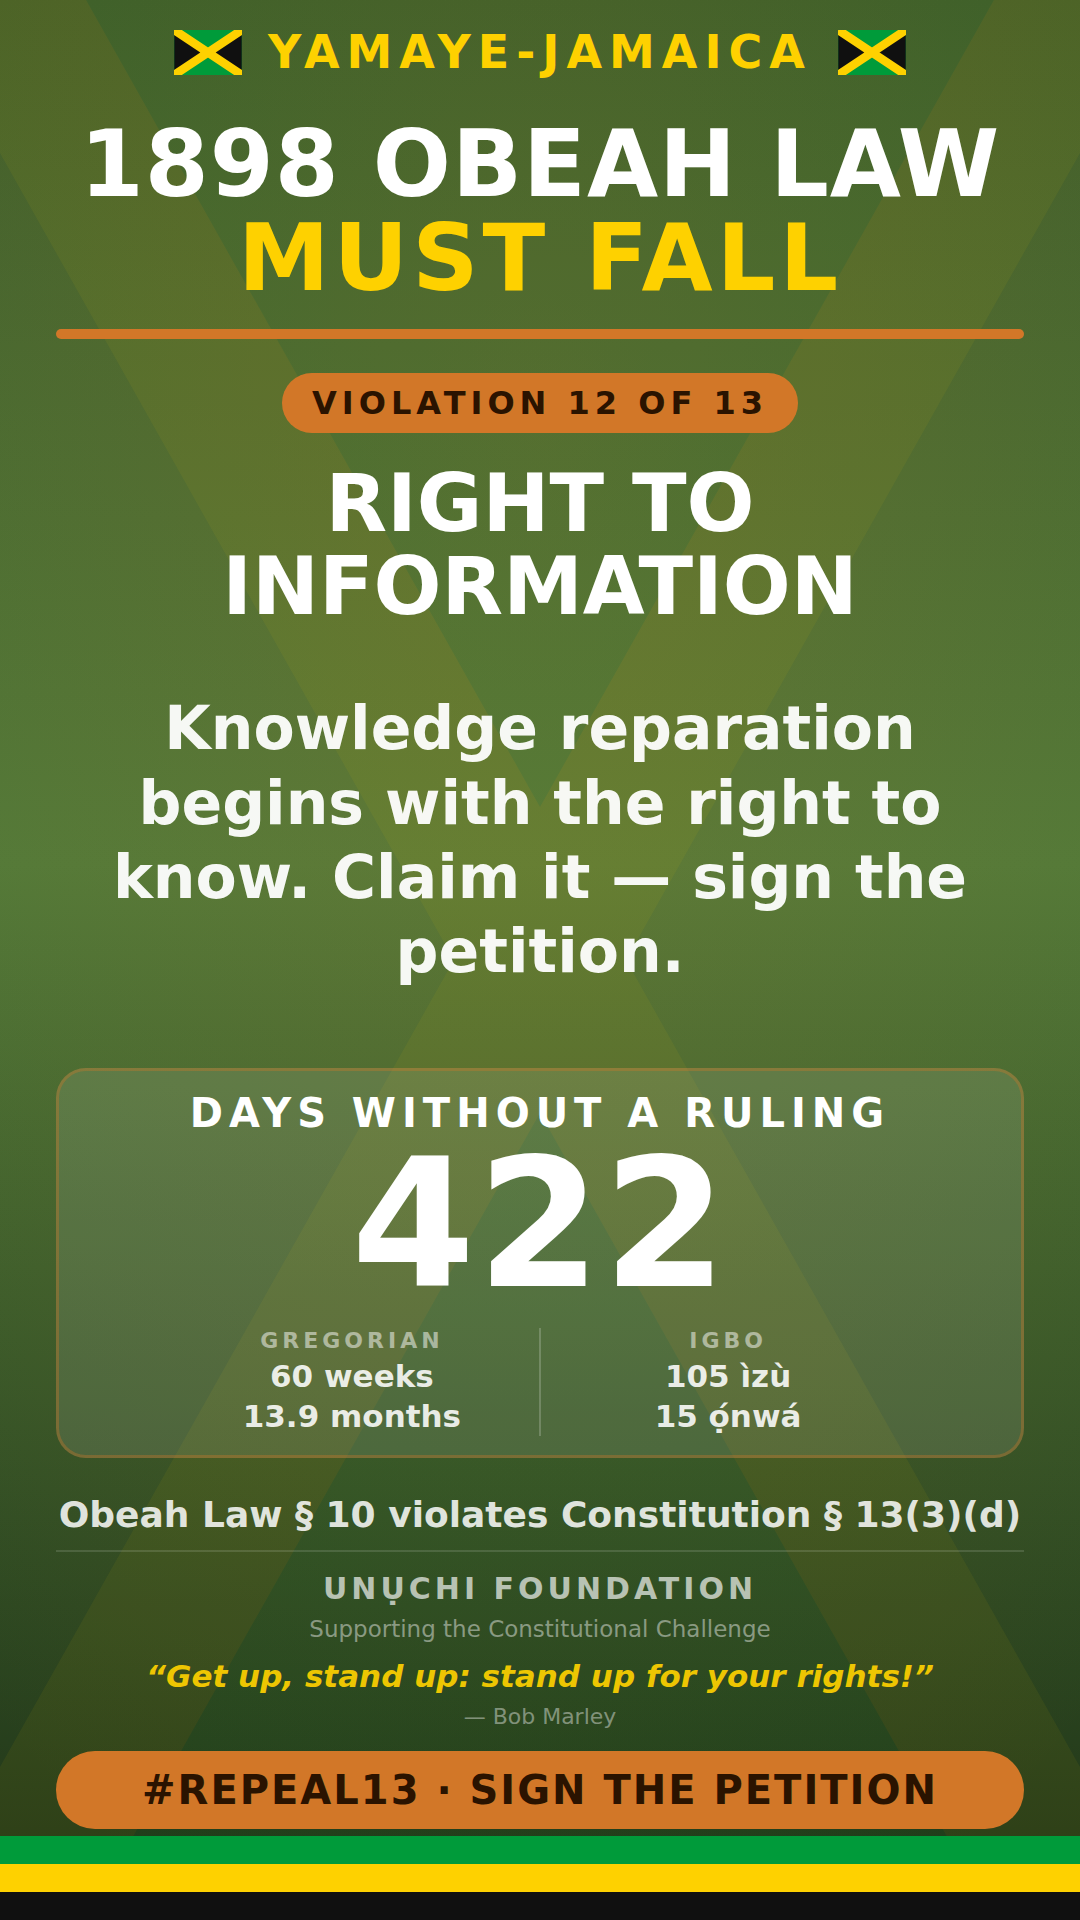 YAMAYE-JAMAICA
1898 OBEAH LAW
MUST FALL
VIOLATION 12 OF 13
RIGHT TO
INFORMATION
Knowledge reparation
begins with the right to
know. Claim it — sign the
petition.
DAYS WITHOUT A RULING
422
GREGORIAN
60 weeks
13.9 months
IGBO
105 ìzù
15 ọ́nwá
Obeah Law § 10 violates Constitution § 13(3)(d)
UNỤCHI FOUNDATION
Supporting the Constitutional Challenge
“Get up, stand up: stand up for your rights!”
— Bob Marley
#REPEAL13 · SIGN THE PETITION